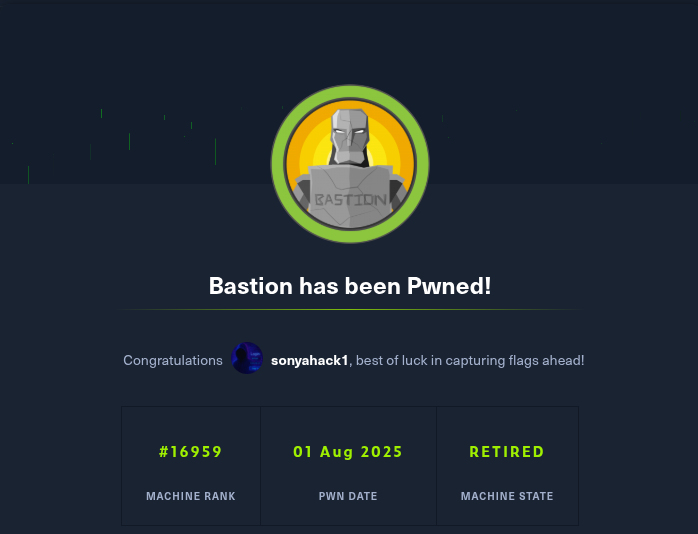 BASTION
Bastion has been Pwned!
Congratulations sonyahack1, best of luck in capturing flags ahead!
#16959 01 Aug 2025 RETIRED
MACHINE RANK PWN DATE MACHINE STATE